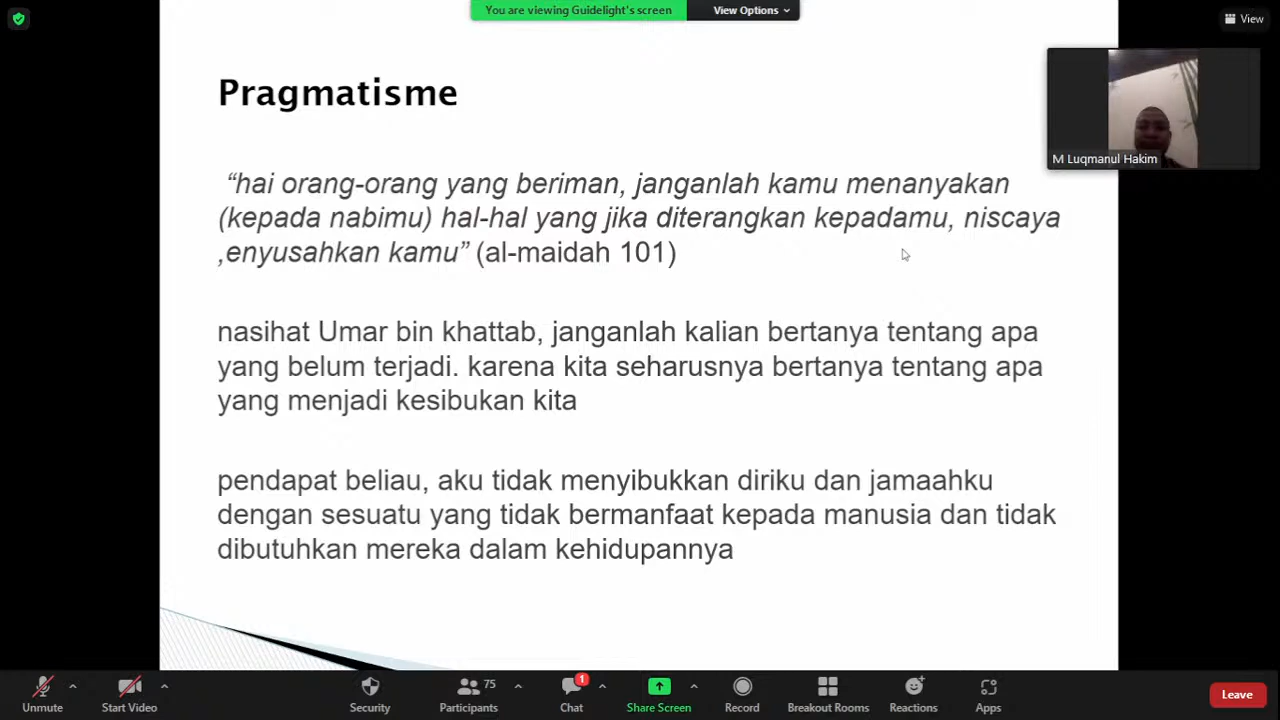 You are viewing Guidelight's screen
View Options
View
Pragmatisme
M Luqmanul Hakim
“hai orang-orang yang beriman, janganlah kamu menanyakan
(kepada nabimu) hal-hal yang jika diterangkan kepadamu, niscaya
,enyusahkan kamu” (al-maidah 101)
nasihat Umar bin khattab, janganlah kalian bertanya tentang apa
yang belum terjadi. karena kita seharusnya bertanya tentang apa
yang menjadi kesibukan kita
pendapat beliau, aku tidak menyibukkan diriku dan jamaahku
dengan sesuatu yang tidak bermanfaat kepada manusia dan tidak
dibutuhkan mereka dalam kehidupannya
75
1
Unmute
Start Video
Security
Participants
Chat
Share Screen
Record
Breakout Rooms
Reactions
Apps
Leave